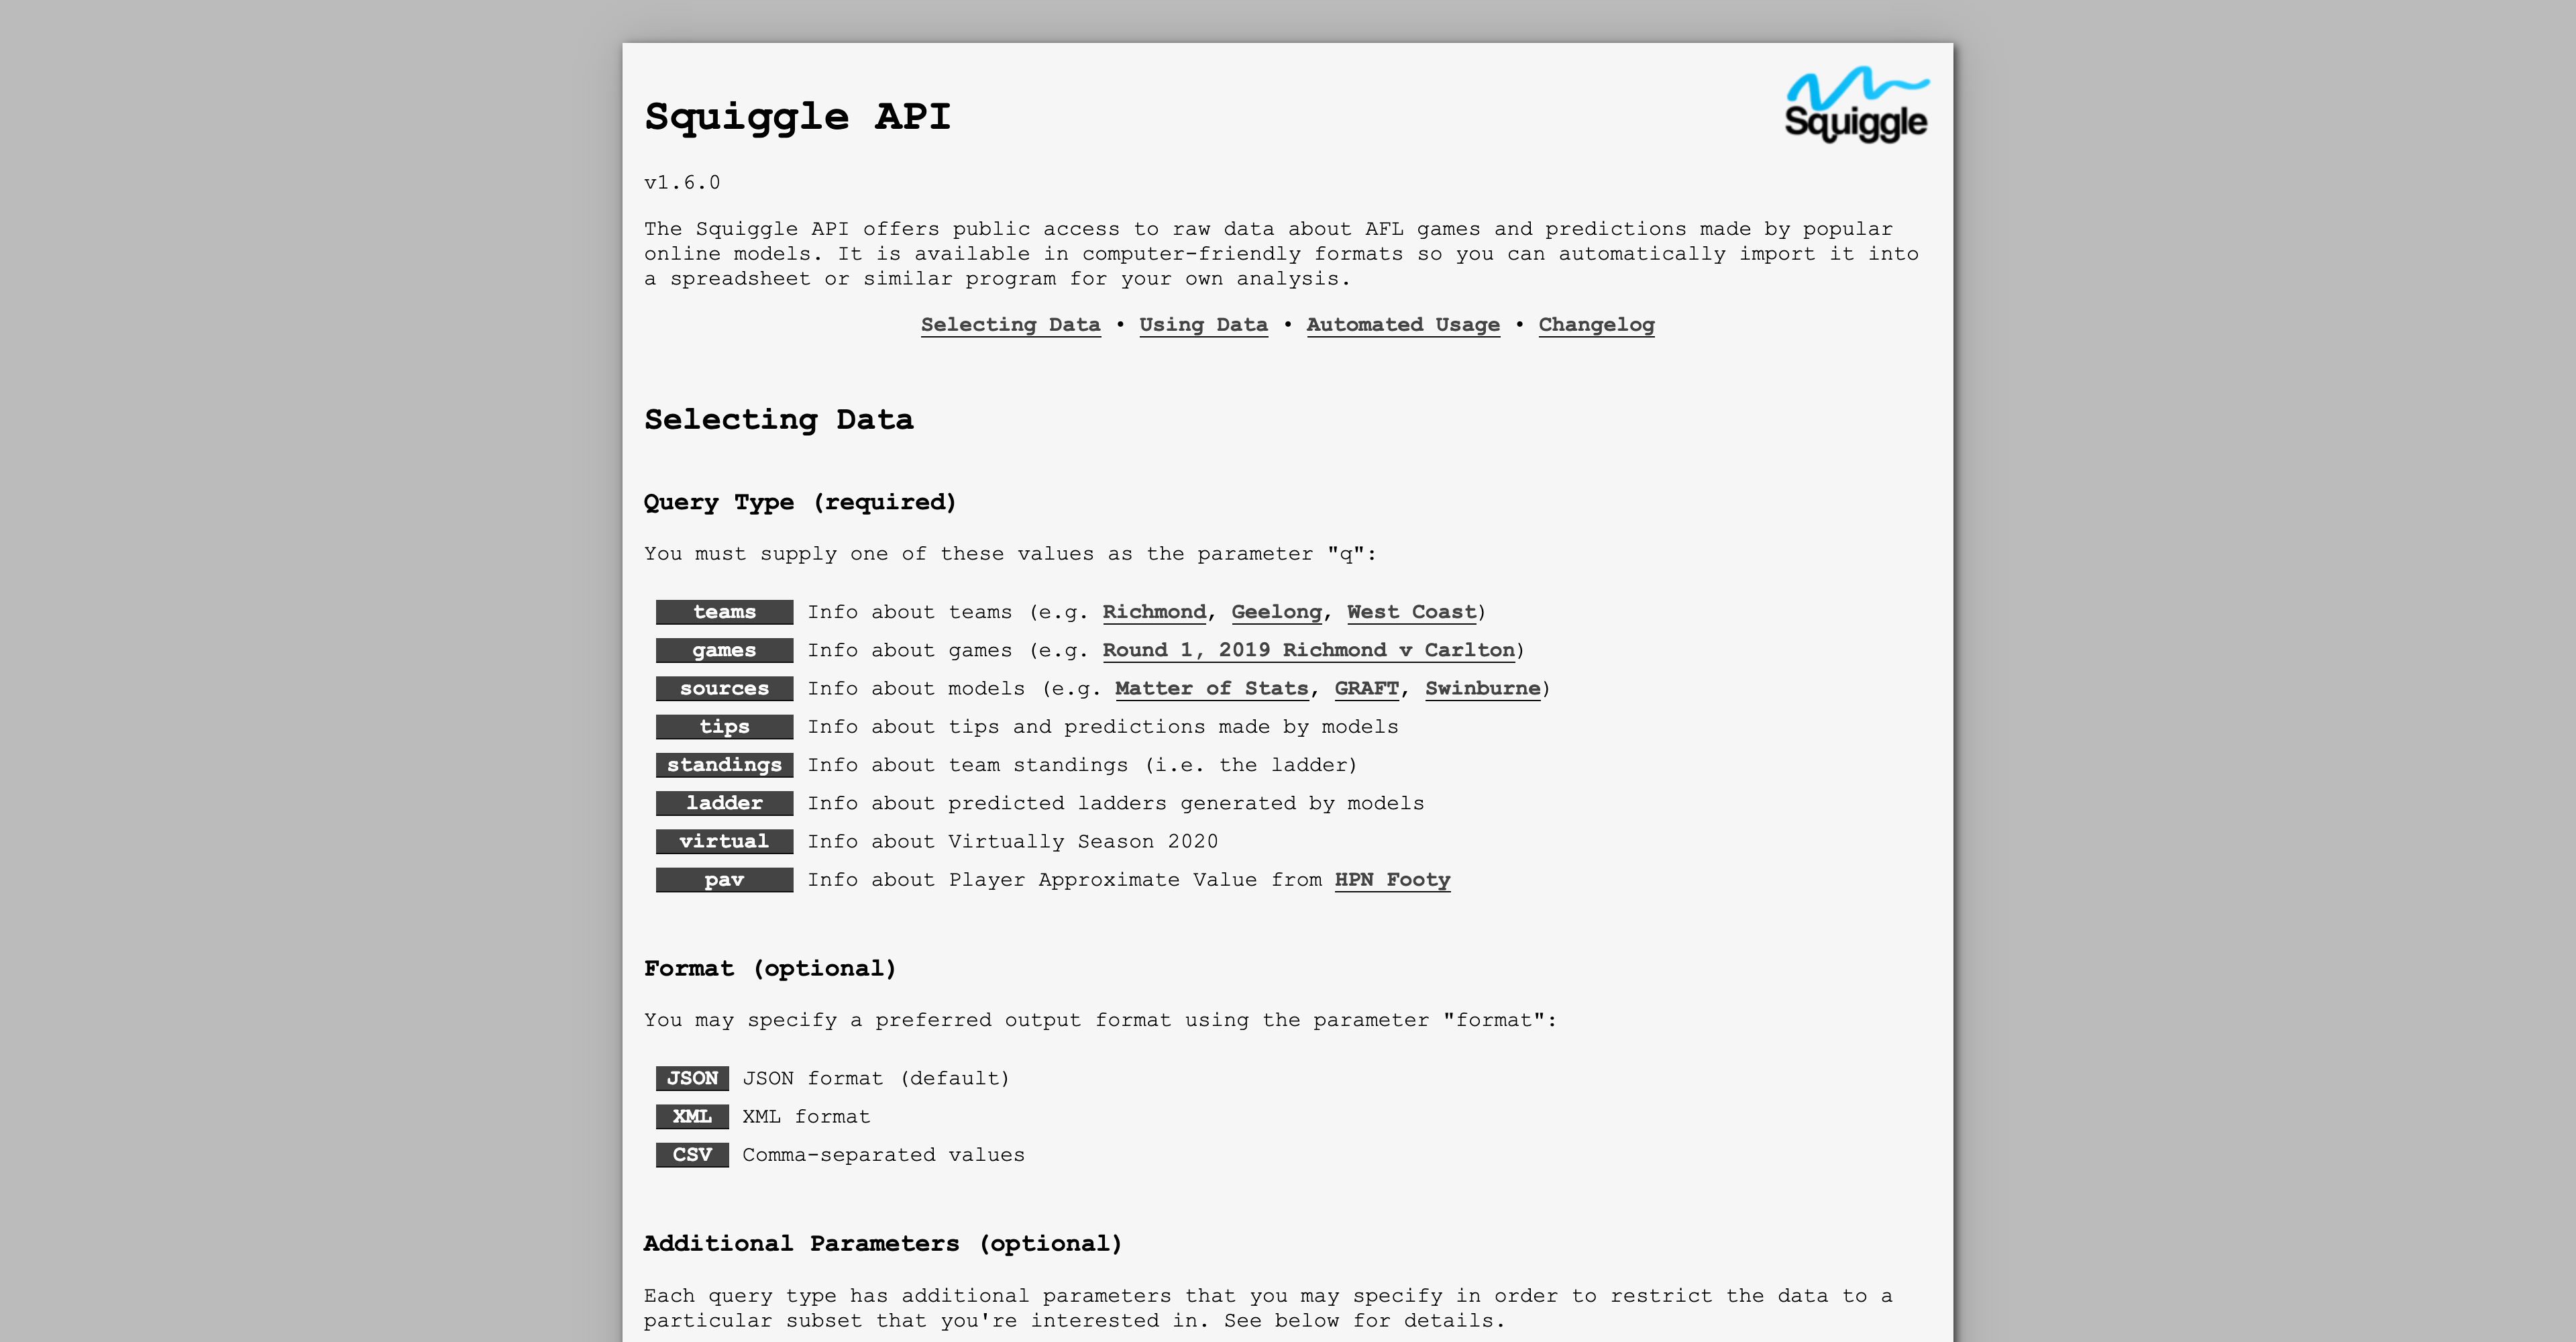 Squiggle API
Squiggle
v1.6.0
The Squiggle API offers public access to raw data about AFL games and predictions made by popular
online models. It is available in computer-friendly formats so you can automatically import it into
a spreadsheet or similar program for your own analysis.
Selecting Data • Using Data • Automated Usage • Changelog
Selecting Data
Query Type (required)
You must supply one of these values as the parameter "q":
teams Info about teams (e.g. Richmond, Geelong, West Coast)
games Info about games (e.g. Round 1, 2019 Richmond v Carlton)
sources Info about models (e.g. Matter of Stats, GRAFT, Swinburne)
tips Info about tips and predictions made by models
standings Info about team standings (i.e. the ladder)
ladder Info about predicted ladders generated by models
virtual Info about Virtually Season 2020
pav Info about Player Approximate Value from HPN Footy
Format (optional)
You may specify a preferred output format using the parameter "format":
JSON JSON format (default)
XML XML format
CSV Comma-separated values
Additional Parameters (optional)
Each query type has additional parameters that you may specify in order to restrict the data to a
particular subset that you're interested in. See below for details.